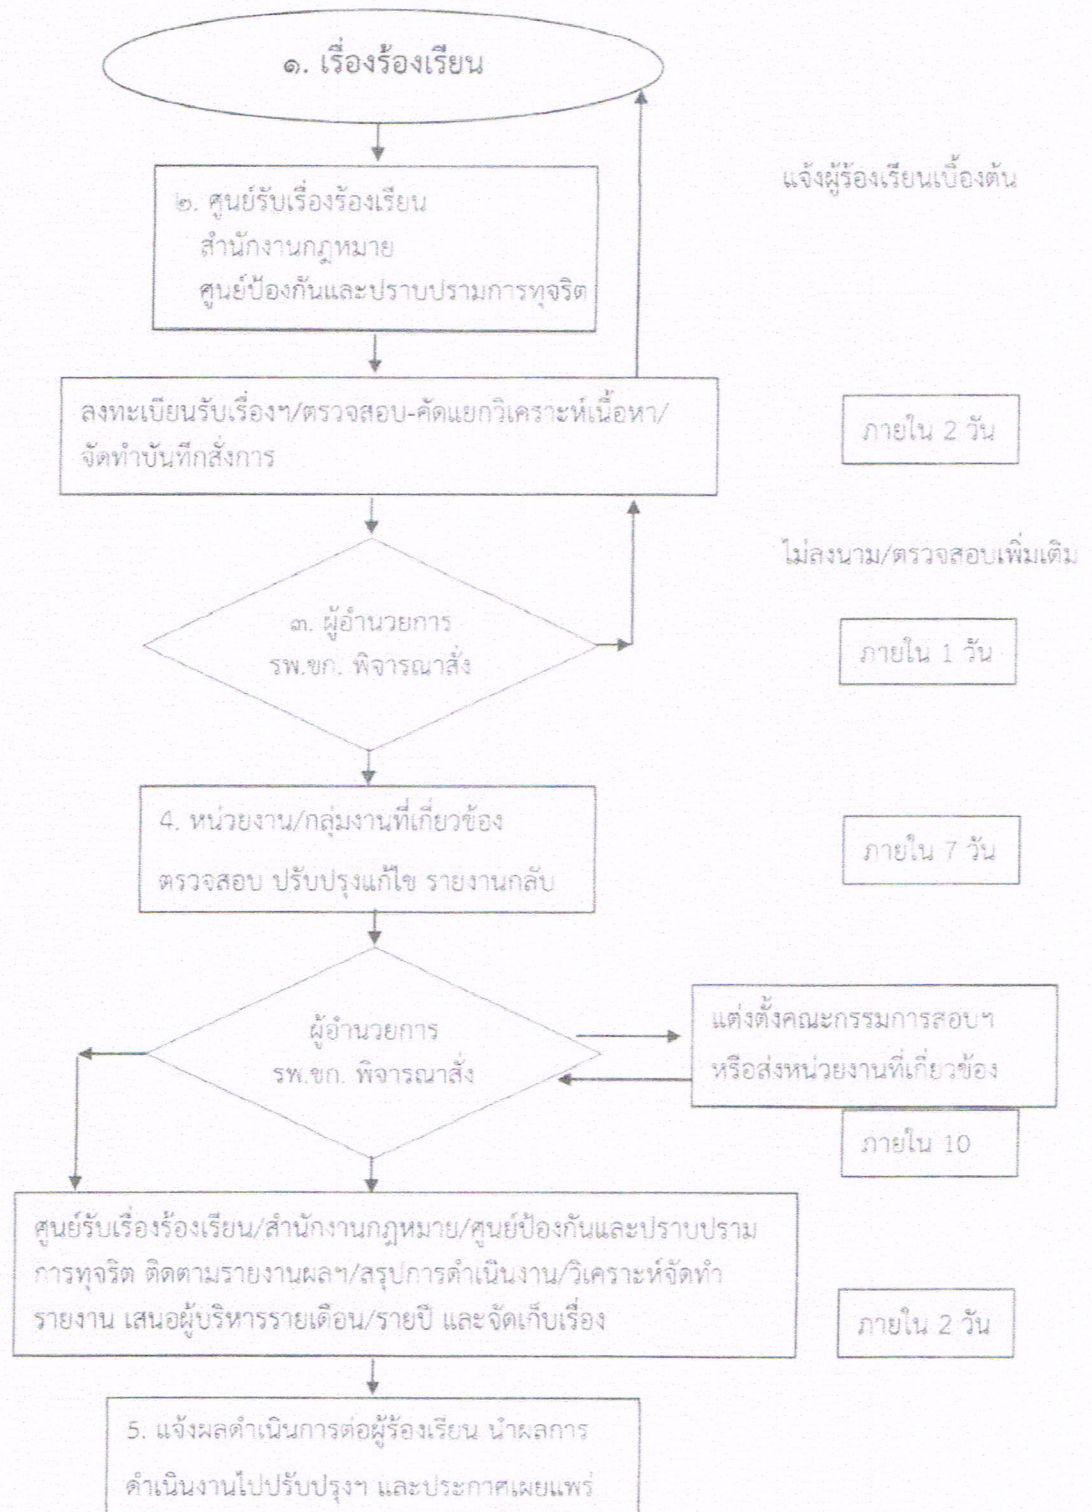 ๑. เรื่องร้องเรียน
แจ้งผู้ร้องเรียนเบื้องต้น
๒. ศูนย์รับเรื่องร้องเรียน
สำนักงานกฎหมาย
ศูนย์ป้องกันและปราบปรามการทุจริต
ลงทะเบียนรับเรื่องฯ/ตรวจสอบ-คัดแยกวิเคราะห์เนื้อหา/
จัดทำบันทึกสั่งการ
ภายใน 2 วัน
ไม่ลงนาม/ตรวจสอบเพิ่มเติม
๓. ผู้อำนวยการ
รพ.ขก. พิจารณาสั่ง
ภายใน 1 วัน
4. หน่วยงาน/กลุ่มงานที่เกี่ยวข้อง
ตรวจสอบ ปรับปรุงแก้ไข รายงานกลับ
ภายใน 7 วัน
ผู้อำนวยการ
รพ.ขก. พิจารณาสั่ง
แต่งตั้งคณะกรรมการสอบฯ
หรือส่งหน่วยงานที่เกี่ยวข้อง
ภายใน 10
ศูนย์รับเรื่องร้องเรียน/สำนักงานกฎหมาย/ศูนย์ป้องกันและปราบปราม
การทุจริต ติดตามรายงานผลฯ/สรุปการดำเนินงาน/วิเคราะห์จัดทำ
รายงาน เสนอผู้บริหารรายเดือน/รายปี และจัดเก็บเรื่อง
ภายใน 2 วัน
5. แจ้งผลดำเนินการต่อผู้ร้องเรียน นำผลการ
ดำเนินงานไปปรับปรุงฯ และประกาศเผยแพร่